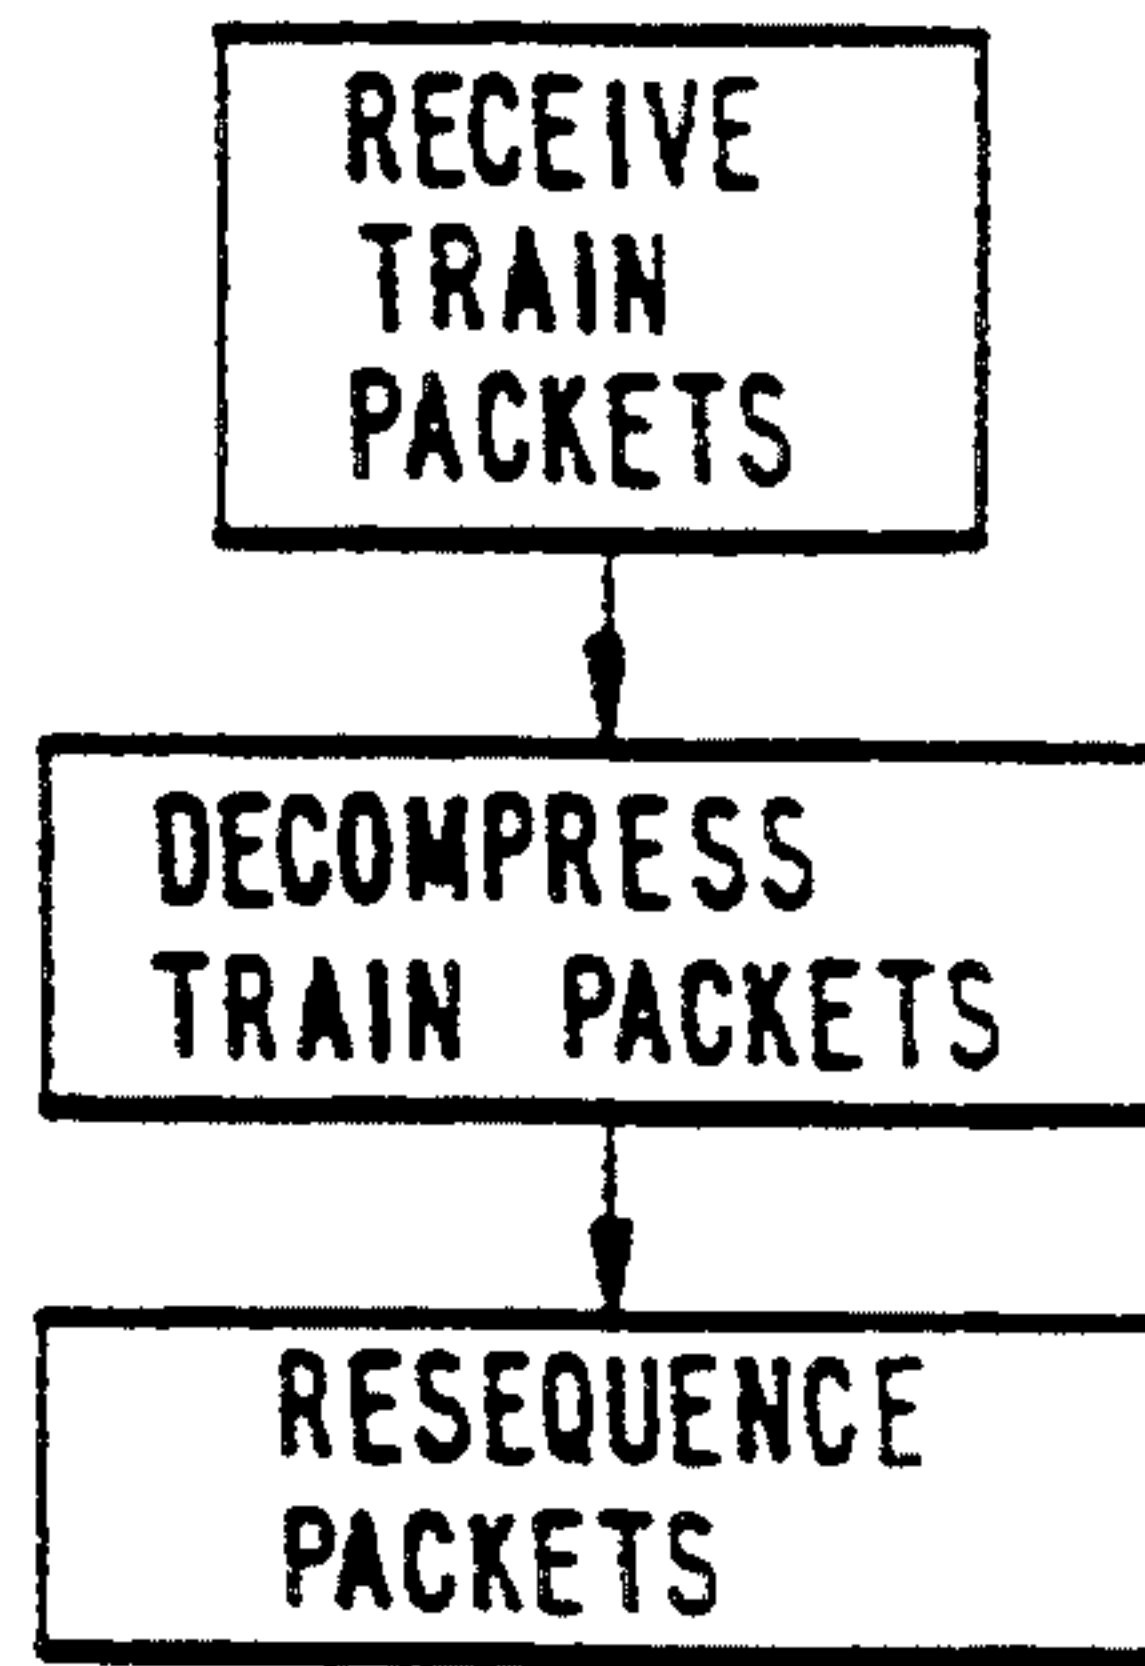 RECEIVE
TRAIN
PACKETS
DECOMPRESS
TRAIN PACKETS
RESEQUENCE
PACKETS